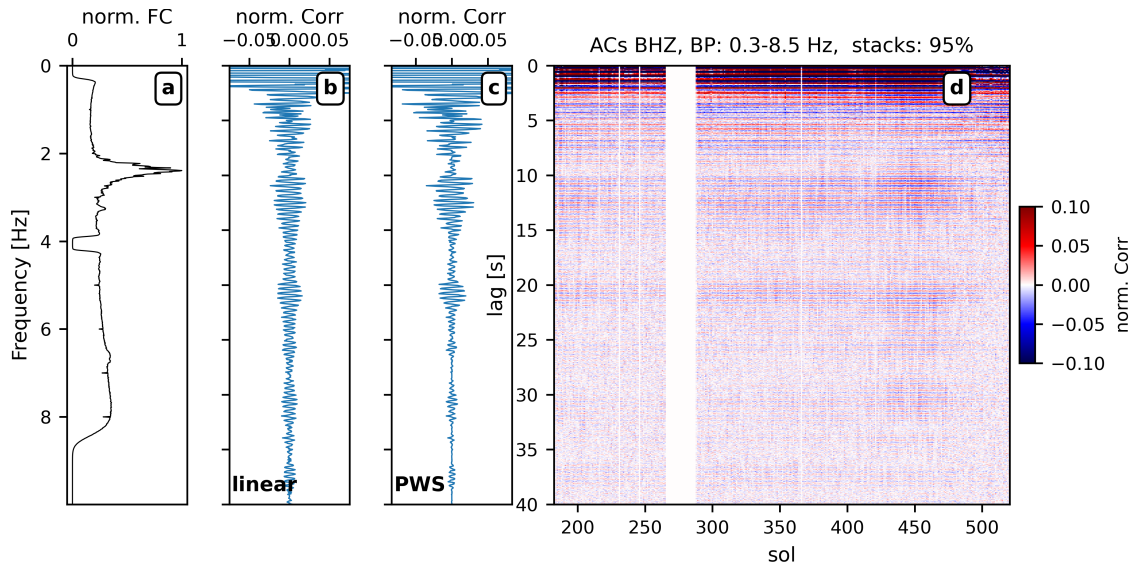 norm. FC
0 1
a
0
2
4
6
8
Frequency [Hz]
norm. Corr
−0.05 0.00 0.05
b
linear
norm. Corr
−0.05 0.00 0.05
c
PWS
ACs BHZ, BP: 0.3-8.5 Hz, stacks: 95%
d
0
5
10
15
20
25
30
35
40
lag [s]
200 250 300 350 400 450 500
sol
0.10
0.05
0.00
−0.05
−0.10
norm. Corr